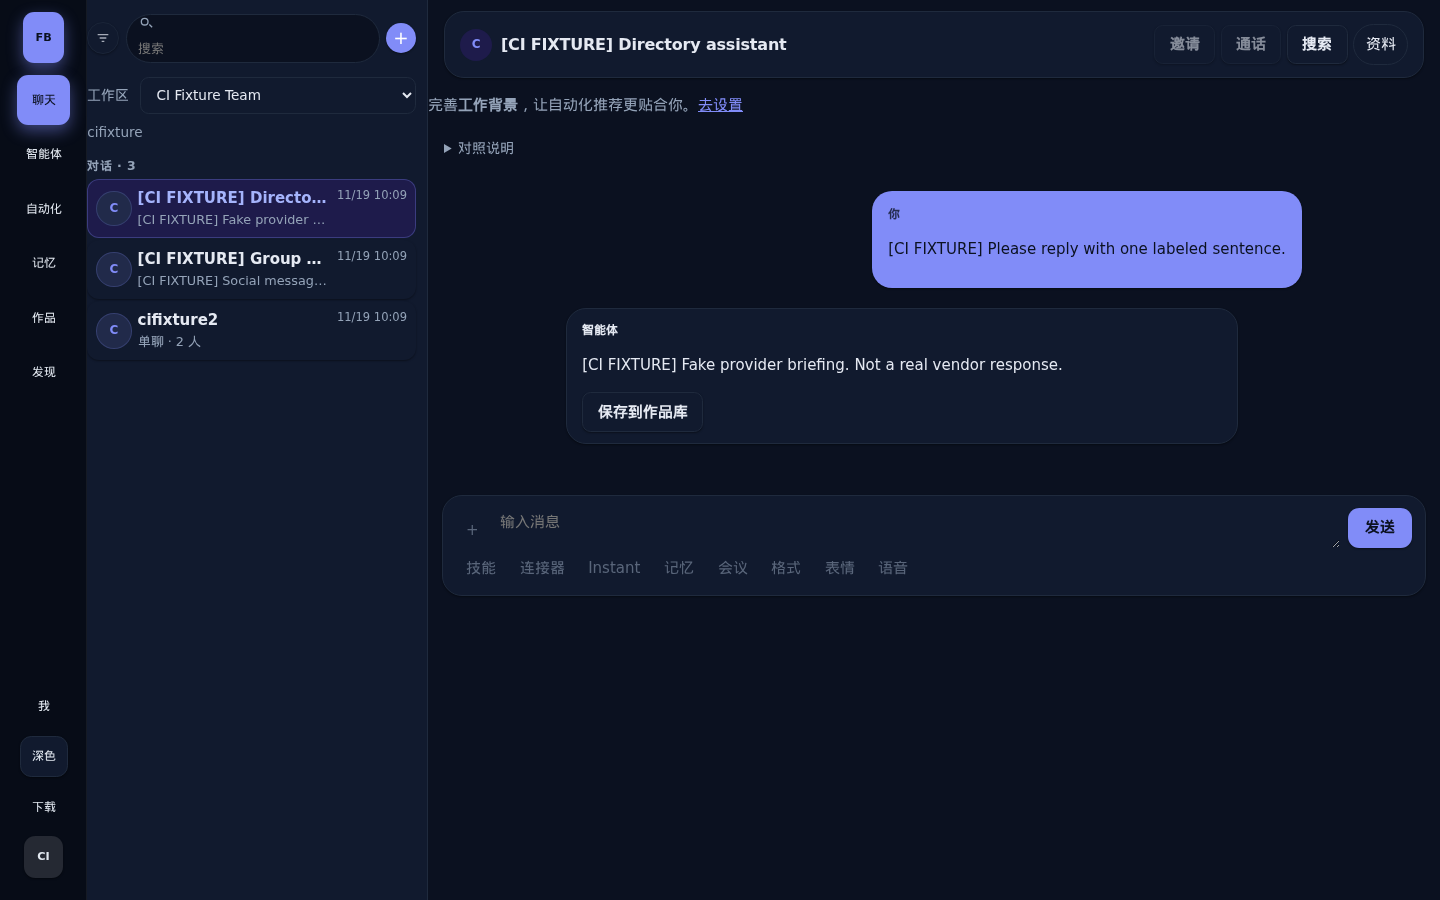 FB
聊天
智能体
自动化
记忆
作品
发现
我
深色
下载
CI
搜索
+
工作区 CI Fixture Team
cifixture
对话 · 3
C [CI FIXTURE] Directo… 11/19 10:09
[CI FIXTURE] Fake provider …
C [CI FIXTURE] Group … 11/19 10:09
[CI FIXTURE] Social messag…
C cifixture2 11/19 10:09
单聊 · 2 人
C [CI FIXTURE] Directory assistant 邀请 通话 搜索 资料
完善工作背景，让自动化推荐更贴合你。去设置
▶ 对照说明
你
[CI FIXTURE] Please reply with one labeled sentence.
智能体
[CI FIXTURE] Fake provider briefing. Not a real vendor response.
保存到作品库
+ 输入消息 发送
技能 连接器 Instant 记忆 会议 格式 表情 语音